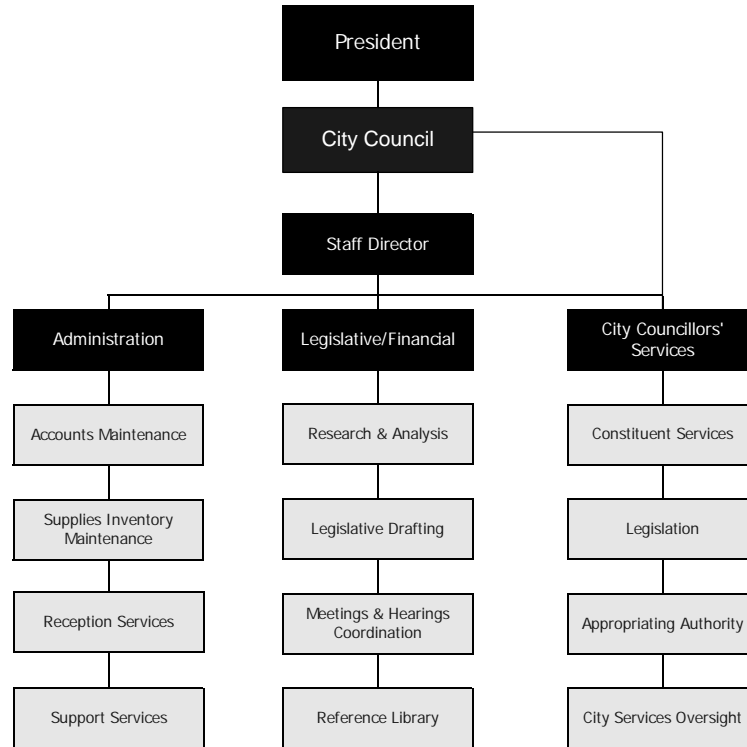 President
City Council
Staff Director
Administration
Legislative/Financial
City Councillors'
Services
Accounts Maintenance
Research & Analysis
Constituent Services
Supplies Inventory
Maintenance
Legislative Drafting
Legislation
Reception Services
Meetings & Hearings
Coordination
Appropriating Authority
Support Services
Reference Library
City Services Oversight